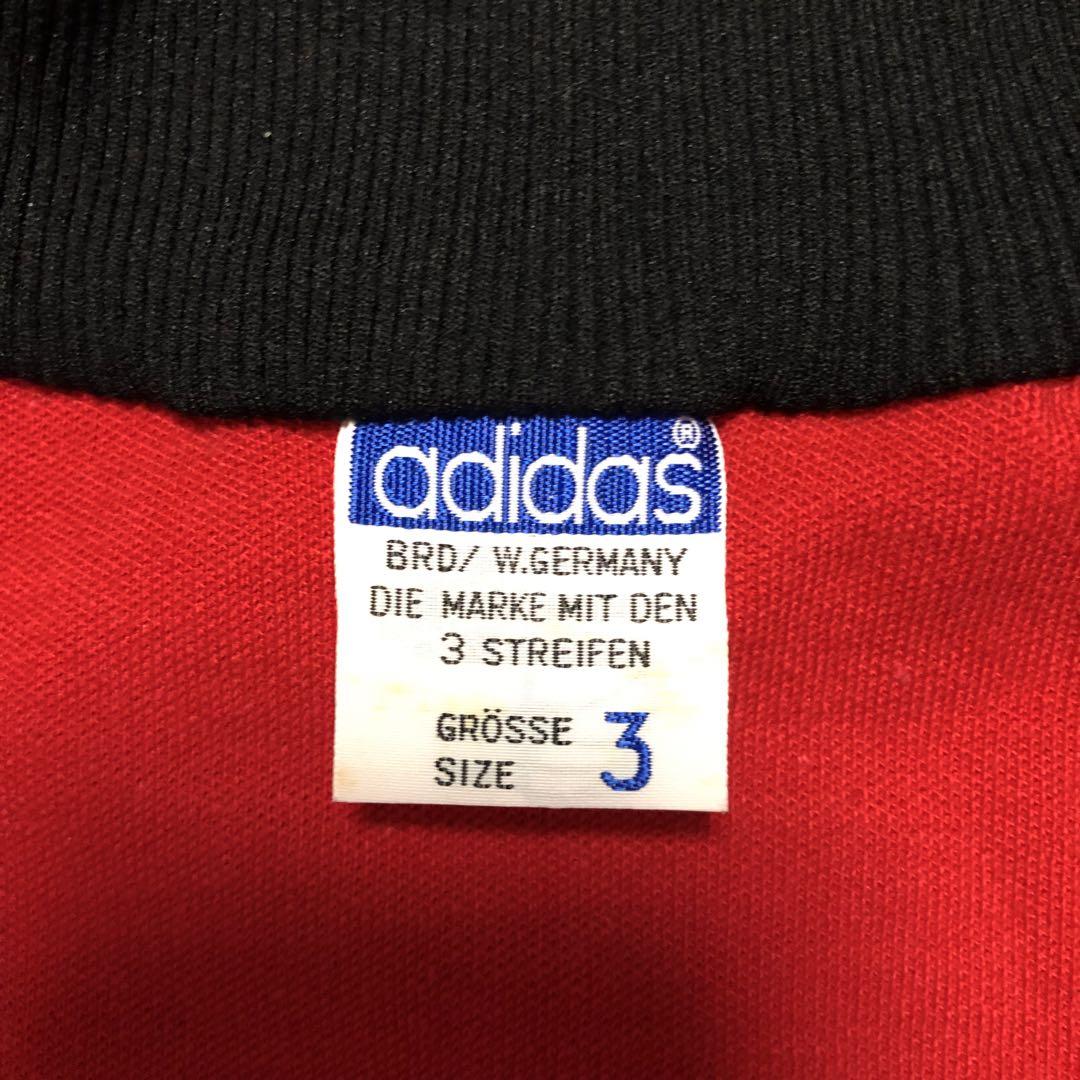 adidas®
BRD/ W.GERMANY
DIE MARKE MIT DEN
3 STREIFEN
GRÖSSE 3
SIZE